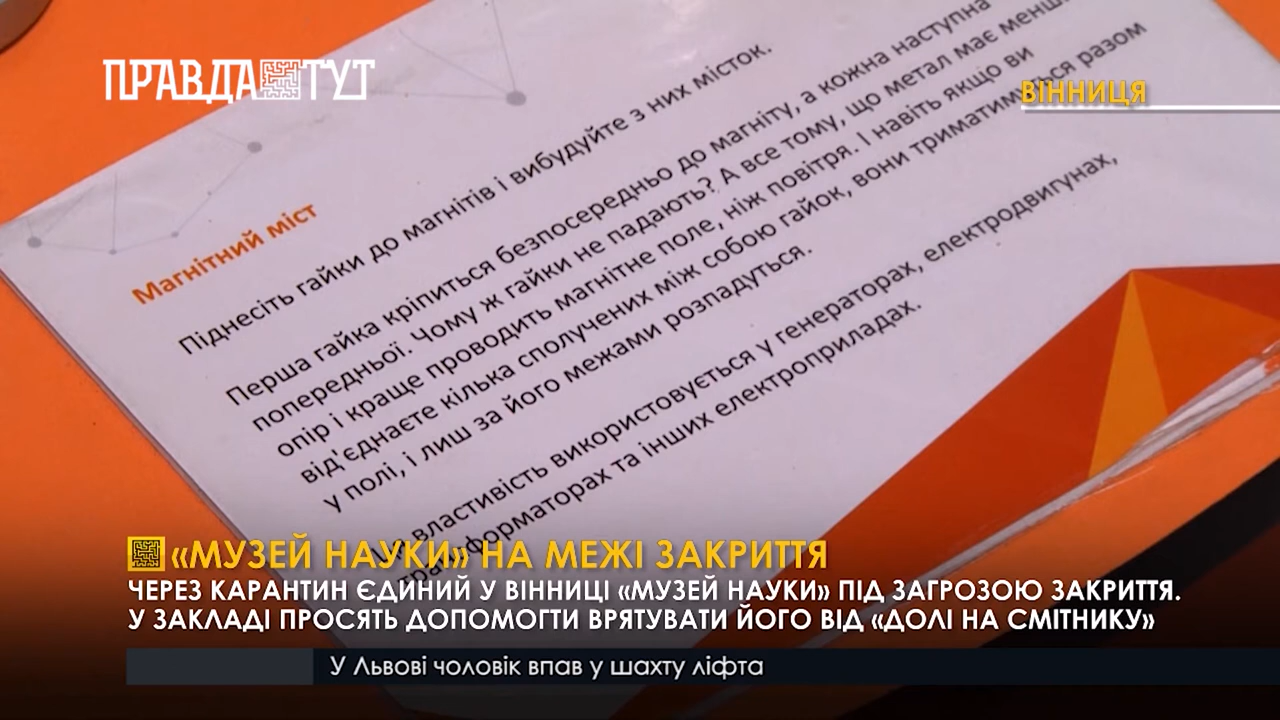 ПРАВДА ТУТ
ВІННИЦЯ
Магнітний міст
Піднесіть гайки до магнітів і вибудуйте з них місток.
Перша гайка кріпиться безпосередньо до магніту, а кожна наступна
попередньої. Чому ж гайки не падають? А все тому, що метал має менш
опір і краще проводить магнітне поле, ніж повітря. І навіть якщо ви
від'єднаєте кілька сполучених між собою гайок, вони триматимуться разом
у полі, і лиш за його межами розпадуться.
властивість використовується у генераторах, електродвигунах,
трансформаторах та інших електроприладах.
«МУЗЕЙ НАУКИ» НА МЕЖІ ЗАКРИТТЯ
ЧЕРЕЗ КАРАНТИН ЄДИНИЙ У ВІННИЦІ «МУЗЕЙ НАУКИ» ПІД ЗАГРОЗОЮ ЗАКРИТТЯ.
У ЗАКЛАДІ ПРОСЯТЬ ДОПОМОГТИ ВРЯТУВАТИ ЙОГО ВІД «ДОЛІ НА СМІТНИКУ»
У Львові чоловік впав у шахту ліфта